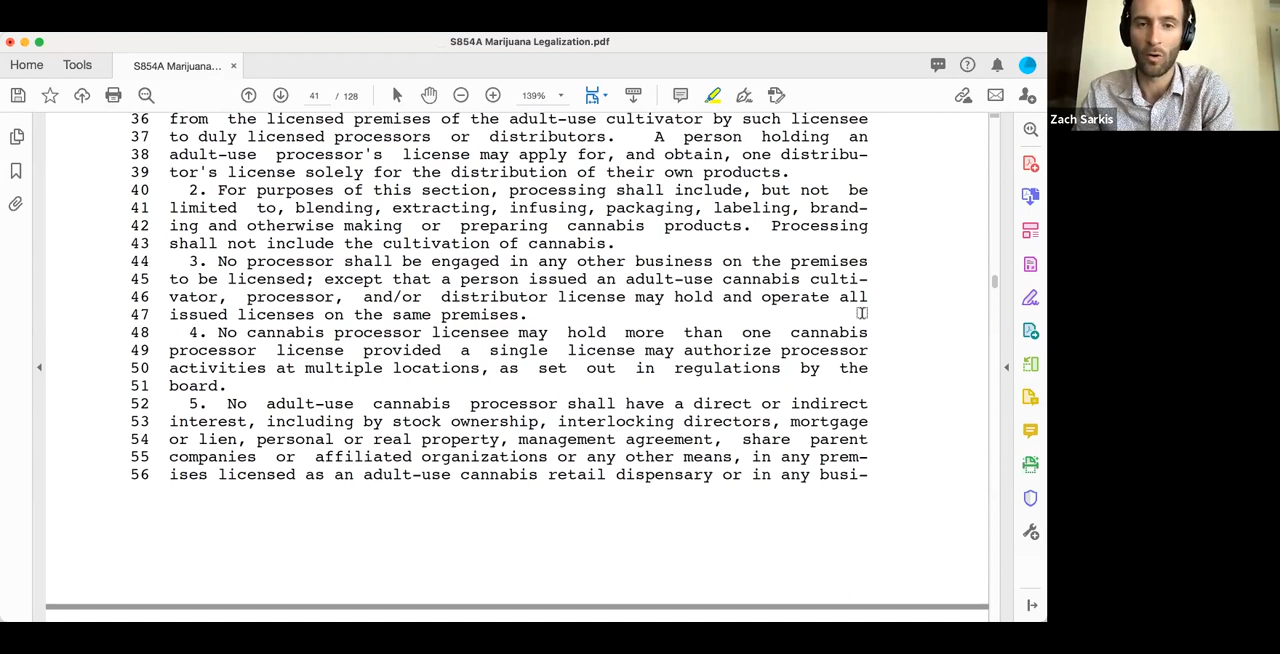 S854A Marijuana Legalization.pdf
Home Tools S854A Marijuana... ×
41 / 128 139%
36 from the licensed premises of the adult-use cultivator by such licensee
37 to duly licensed processors or distributors. A person holding an
38 adult-use processor's license may apply for, and obtain, one distribu-
39 tor's license solely for the distribution of their own products.
40 2. For purposes of this section, processing shall include, but not be
41 limited to, blending, extracting, infusing, packaging, labeling, brand-
42 ing and otherwise making or preparing cannabis products. Processing
43 shall not include the cultivation of cannabis.
44 3. No processor shall be engaged in any other business on the premises
45 to be licensed; except that a person issued an adult-use cannabis culti-
46 vator, processor, and/or distributor license may hold and operate all
47 issued licenses on the same premises.
48 4. No cannabis processor licensee may hold more than one cannabis
49 processor license provided a single license may authorize processor
50 activities at multiple locations, as set out in regulations by the
51 board.
52 5. No adult-use cannabis processor shall have a direct or indirect
53 interest, including by stock ownership, interlocking directors, mortgage
54 or lien, personal or real property, management agreement, share parent
55 companies or affiliated organizations or any other means, in any prem-
56 ises licensed as an adult-use cannabis retail dispensary or in any busi-
Zach Sarkis